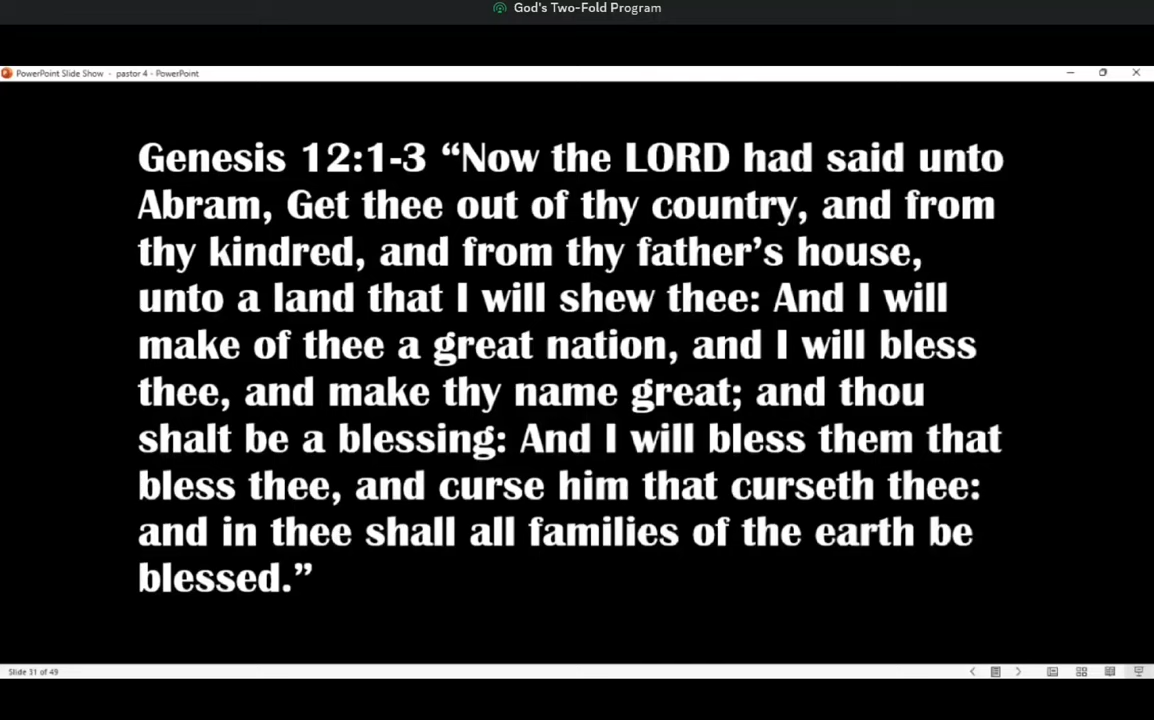 God's Two-Fold Program
PowerPoint Slide Show - pastor 4 - PowerPoint
Genesis 12:1-3 “Now the LORD had said unto
Abram, Get thee out of thy country, and from
thy kindred, and from thy father’s house,
unto a land that I will shew thee: And I will
make of thee a great nation, and I will bless
thee, and make thy name great; and thou
shalt be a blessing: And I will bless them that
bless thee, and curse him that curseth thee:
and in thee shall all families of the earth be
blessed.”
Slide 31 of 49